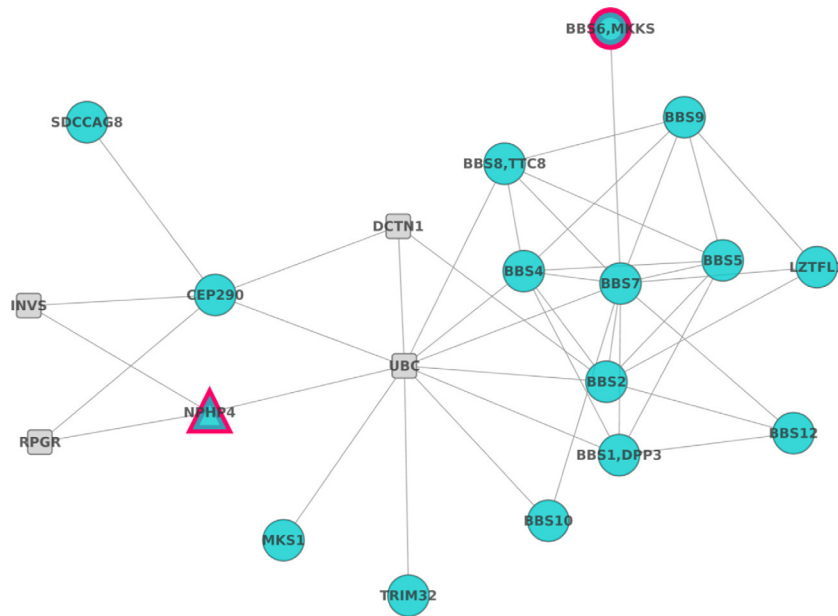 BBS6,MKKS
SDCCAG8
BBS9
BBS8,TTC8
DCTN1
BBS4
BBS5
LZTFL1
BBS7
CEP290
INVS
UBC
BBS2
NPHP4
RPGR
BBS12
BBS1,DPP3
BBS10
MKS1
TRIM32